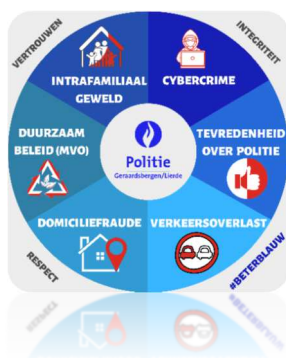 VERTROUWEN
INTEGRITEIT
INTRAFAMILIAAL
GEWELD
CYBERCRIME
DUURZAAM
BELEID (MVO)
TEVREDENHEID
OVER POLITIE
Politie
Geraardsbergen/Lierde
DOMICILIEFRAUDE
VERKEERSOVERLAST
RESPECT
#BETERBLAUW